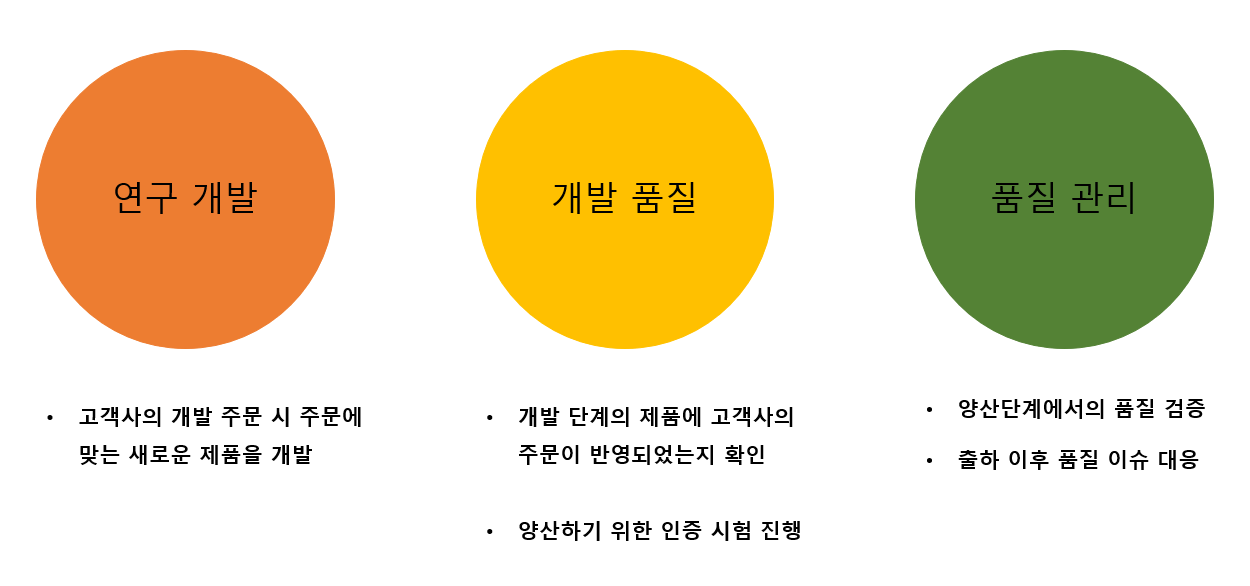 연구 개발
개발 품질
품질 관리
• 고객사의 개발 주문 시 주문에
맞는 새로운 제품을 개발
• 개발 단계의 제품에 고객사의
주문이 반영되었는지 확인
• 양산하기 위한 인증 시험 진행
• 양산단계에서의 품질 검증
• 출하 이후 품질 이슈 대응